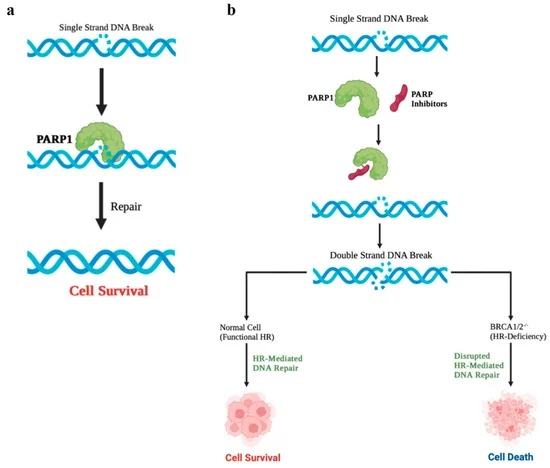 a
Single Strand DNA Break
PARP1
Repair
Cell Survival
b
Single Strand DNA Break
PARP1
PARP
Inhibitors
Double Strand DNA Break
Normal Cell
(Functional HR)
HR-Mediated
DNA Repair
Cell Survival
BRCA1/2-/-
(HR-Deficiency)
Disrupted
HR-Mediated
DNA Repair
Cell Death